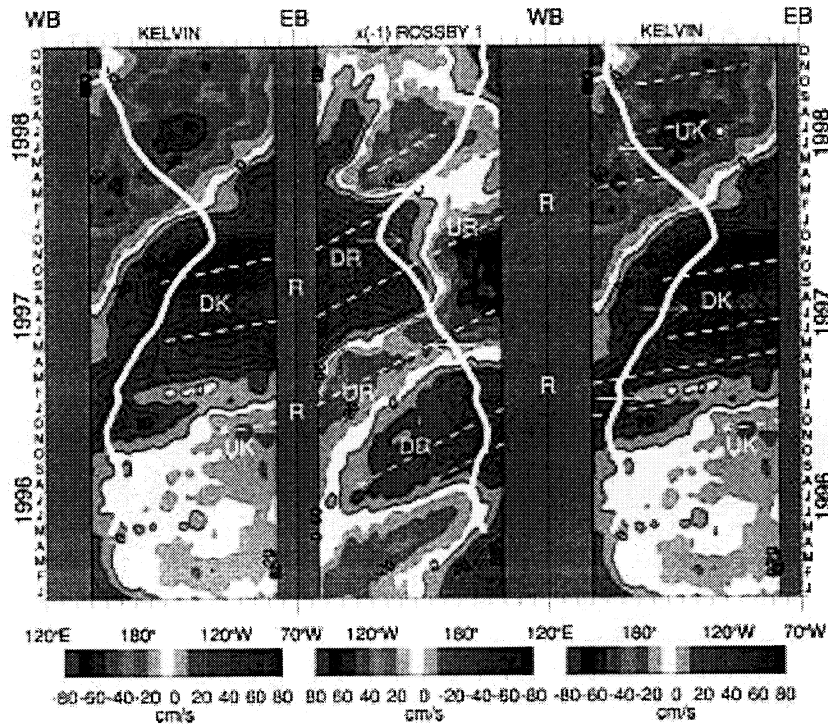 WB EB WB EB
KELVIN x(-1) ROSSBY 1 KELVIN
1998
1997
1996
D
N
O
S
A
J
J
M
A
M
F
J
D
N
O
S
A
J
J
M
A
M
F
J
D
N
O
S
A
J
J
M
A
M
F
J
D
N
O
S
A
J
J
M
A
M
F
J
D
N
O
S
A
J
J
M
A
M
F
J
D
N
O
S
A
J
J
M
A
M
F
J
1998
1997
1996
UK
R
DR UR
R
DK
DK
UR
R
R
UK
DR
UK
120°E 180° 120°W 70°W 120°W 180° 120°E 180° 120°W 70°W
-80 -60 -40 -20 0 20 40 60 80
cm/s
80 60 40 20 0 -20 -40 -60 -80
cm/s
-80 -60 -40 -20 0 20 40 60 80
cm/s